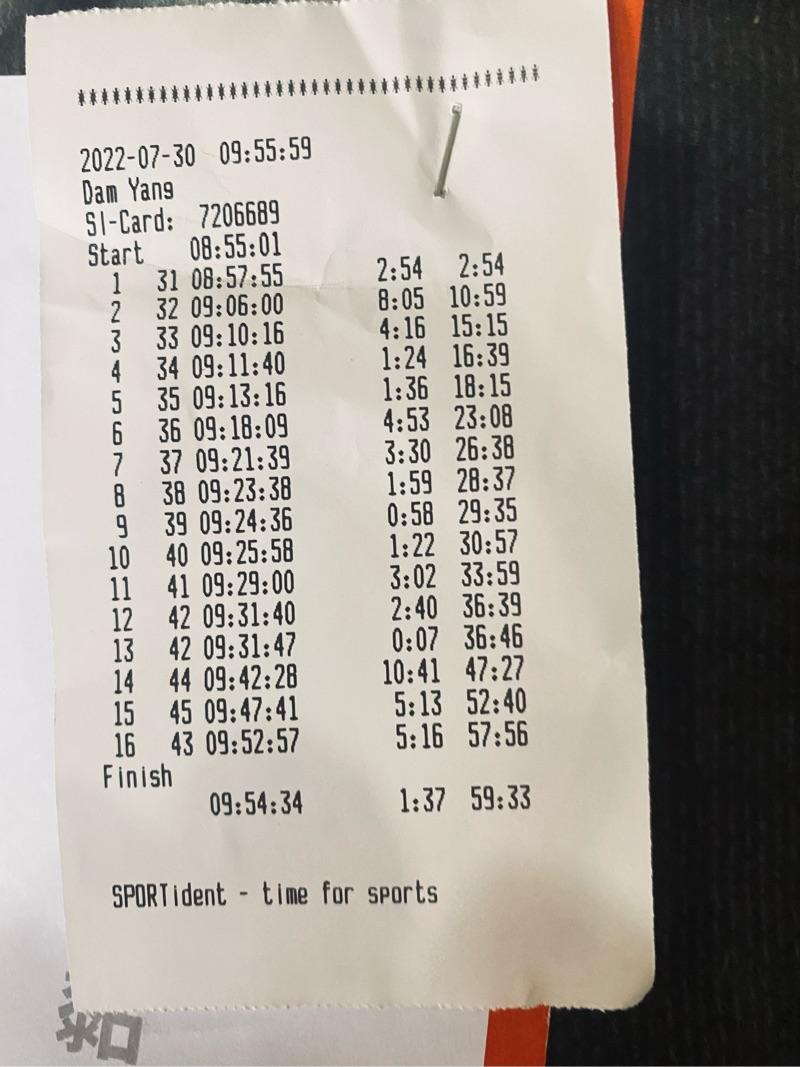 ************************************
2022-07-30 09:55:59
Dam Yang
SI-Card: 7206689
Start 08:55:01
1 31 08:57:55 2:54 2:54
2 32 09:06:00 8:05 10:59
3 33 09:10:16 4:16 15:15
4 34 09:11:40 1:24 16:39
5 35 09:13:16 1:36 18:15
6 36 09:18:09 4:53 23:08
7 37 09:21:39 3:30 26:38
8 38 09:23:38 1:59 28:37
9 39 09:24:36 0:58 29:35
10 40 09:25:58 1:22 30:57
11 41 09:29:00 3:02 33:59
12 42 09:31:40 2:40 36:39
13 42 09:31:47 0:07 36:46
14 44 09:42:28 10:41 47:27
15 45 09:47:41 5:13 52:40
16 43 09:52:57 5:16 57:56
Finish
09:54:34 1:37 59:33
SPORTident - time for sports